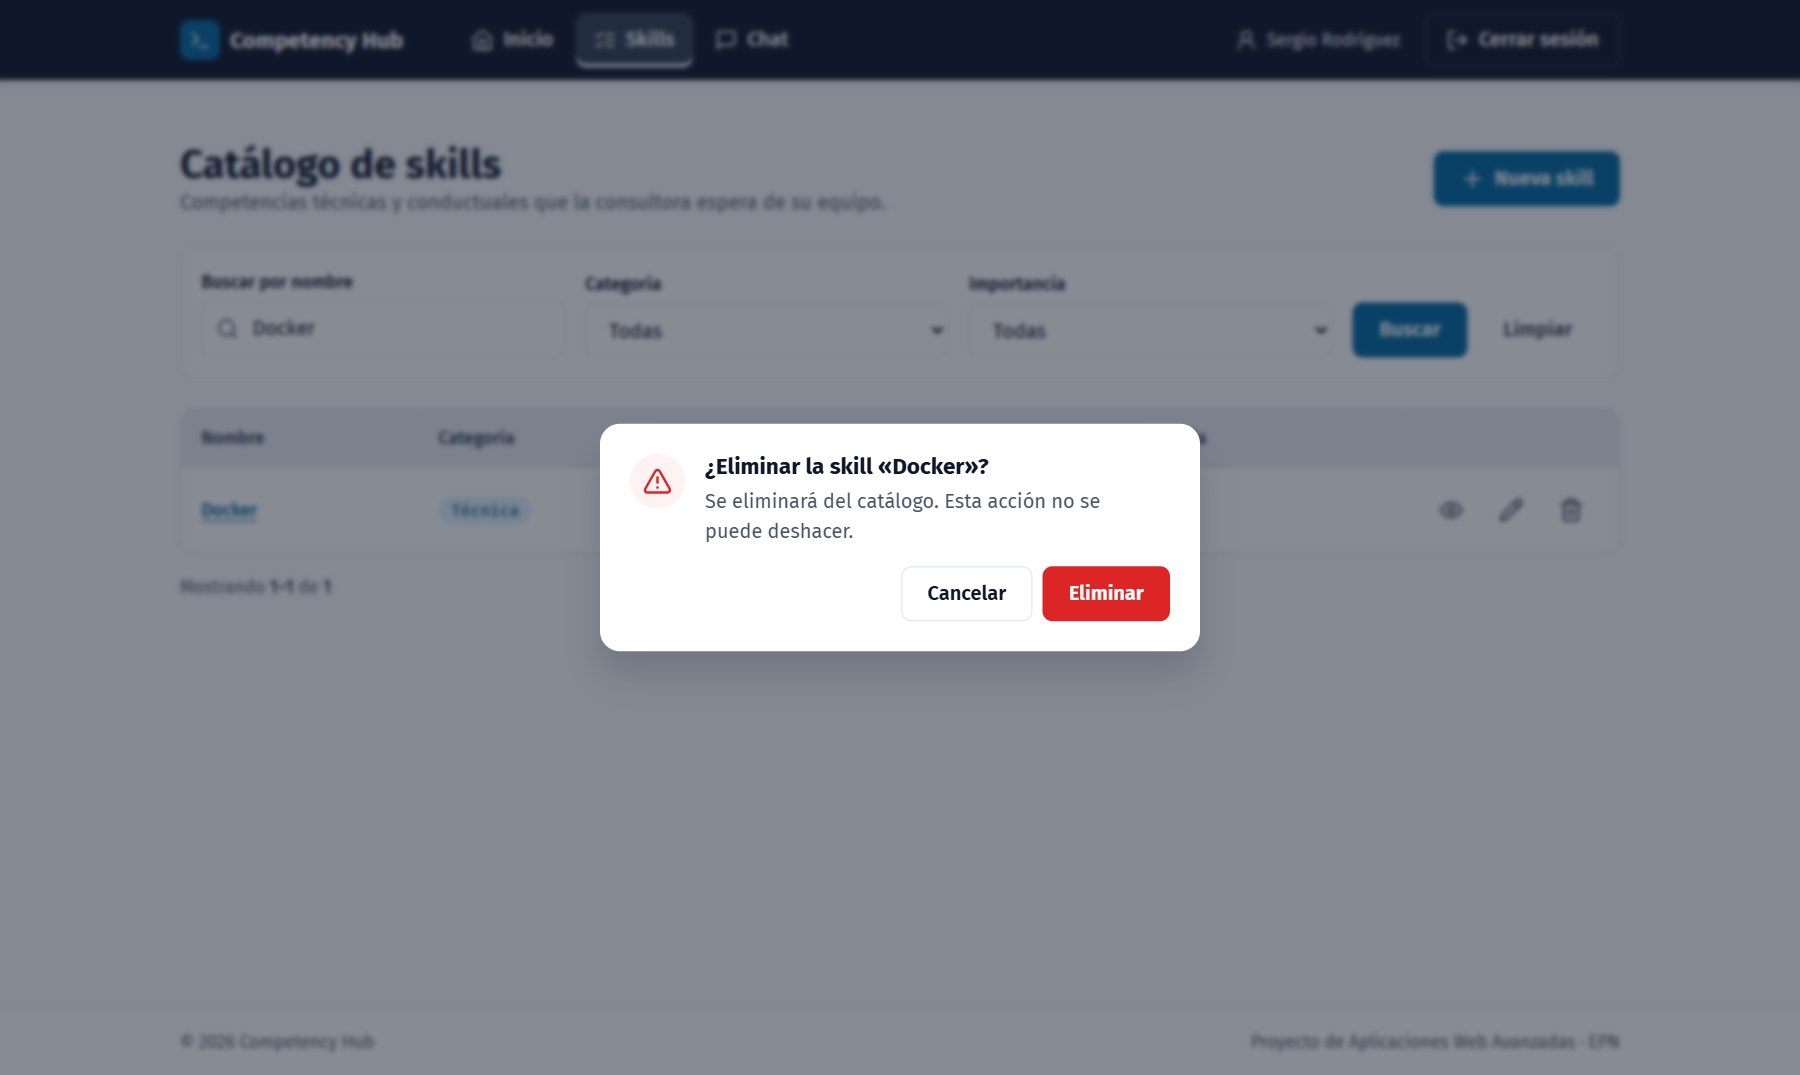 Competency Hub
Inicio
Skills
Chat
Sergio Rodríguez
Cerrar sesión
Catálogo de skills
Competencias técnicas y conductuales que la consultora espera de su equipo.
Nueva skill
Buscar por nombre
Categoría
Importancia
Docker
Todas
Todas
Buscar
Limpiar
Nombre
Categoría
Docker
Técnica
¿Eliminar la skill «Docker»?
Se eliminará del catálogo. Esta acción no se
puede deshacer.
Cancelar
Eliminar
Mostrando 1–1 de 1
© 2026 Competency Hub
Proyecto de Aplicaciones Web Avanzadas · EPN